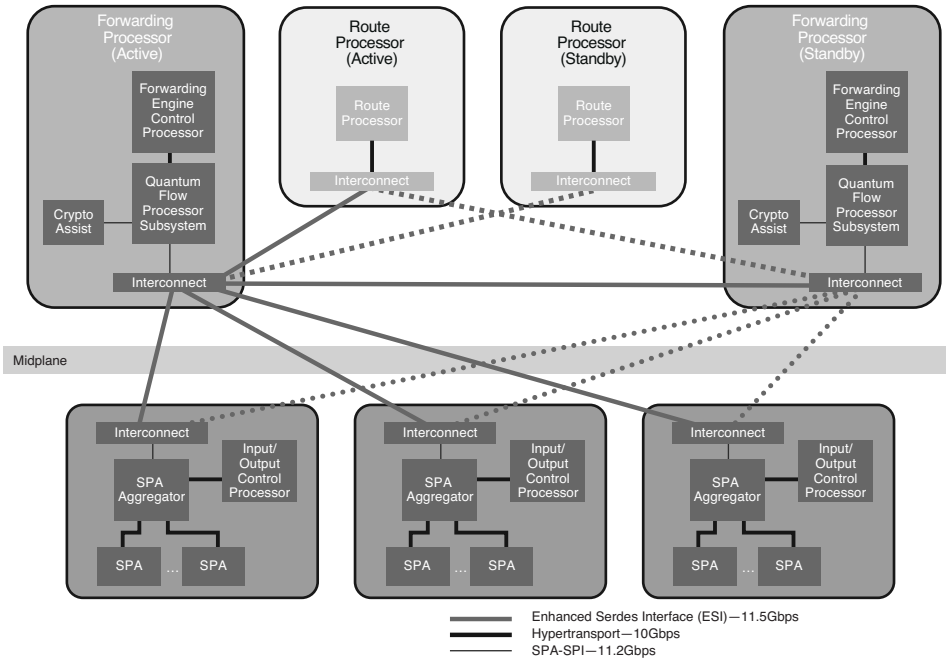 Forwarding
Processor
(Active)
Route
Processor
(Active)
Route
Processor
(Standby)
Forwarding
Processor
(Standby)
Forwarding
Engine
Control
Processor
Quantum
Flow
Processor
Subsystem
Crypto
Assist
Interconnect
Route
Processor
Interconnect
Route
Processor
Interconnect
Forwarding
Engine
Control
Processor
Quantum
Flow
Processor
Subsystem
Crypto
Assist
Interconnect
Midplane
Interconnect
SPA
Aggregator
Input/
Output
Control
Processor
SPA
...
SPA
Interconnect
SPA
Aggregator
Input/
Output
Control
Processor
SPA
...
SPA
Interconnect
SPA
Aggregator
Input/
Output
Control
Processor
SPA
...
SPA
Enhanced Serdes Interface (ESI)—11.5Gbps
Hypertransport—10Gbps
SPA-SPI—11.2Gbps